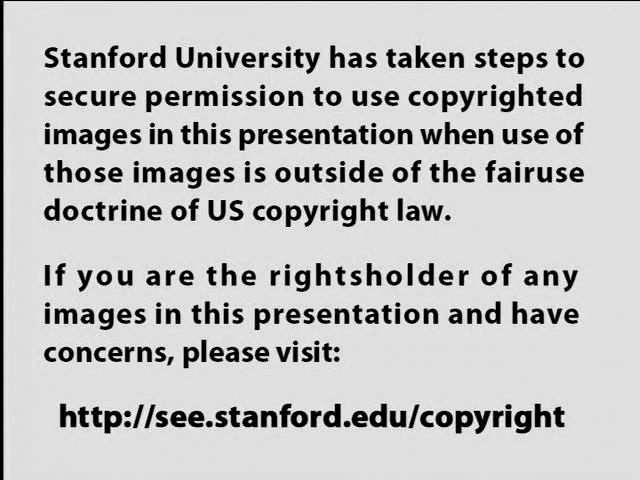 Stanford University has taken steps to
secure permission to use copyrighted
images in this presentation when use of
those images is outside of the fairuse
doctrine of US copyright law.
If you are the rightsholder of any
images in this presentation and have
concerns, please visit:
http://see.stanford.edu/copyright